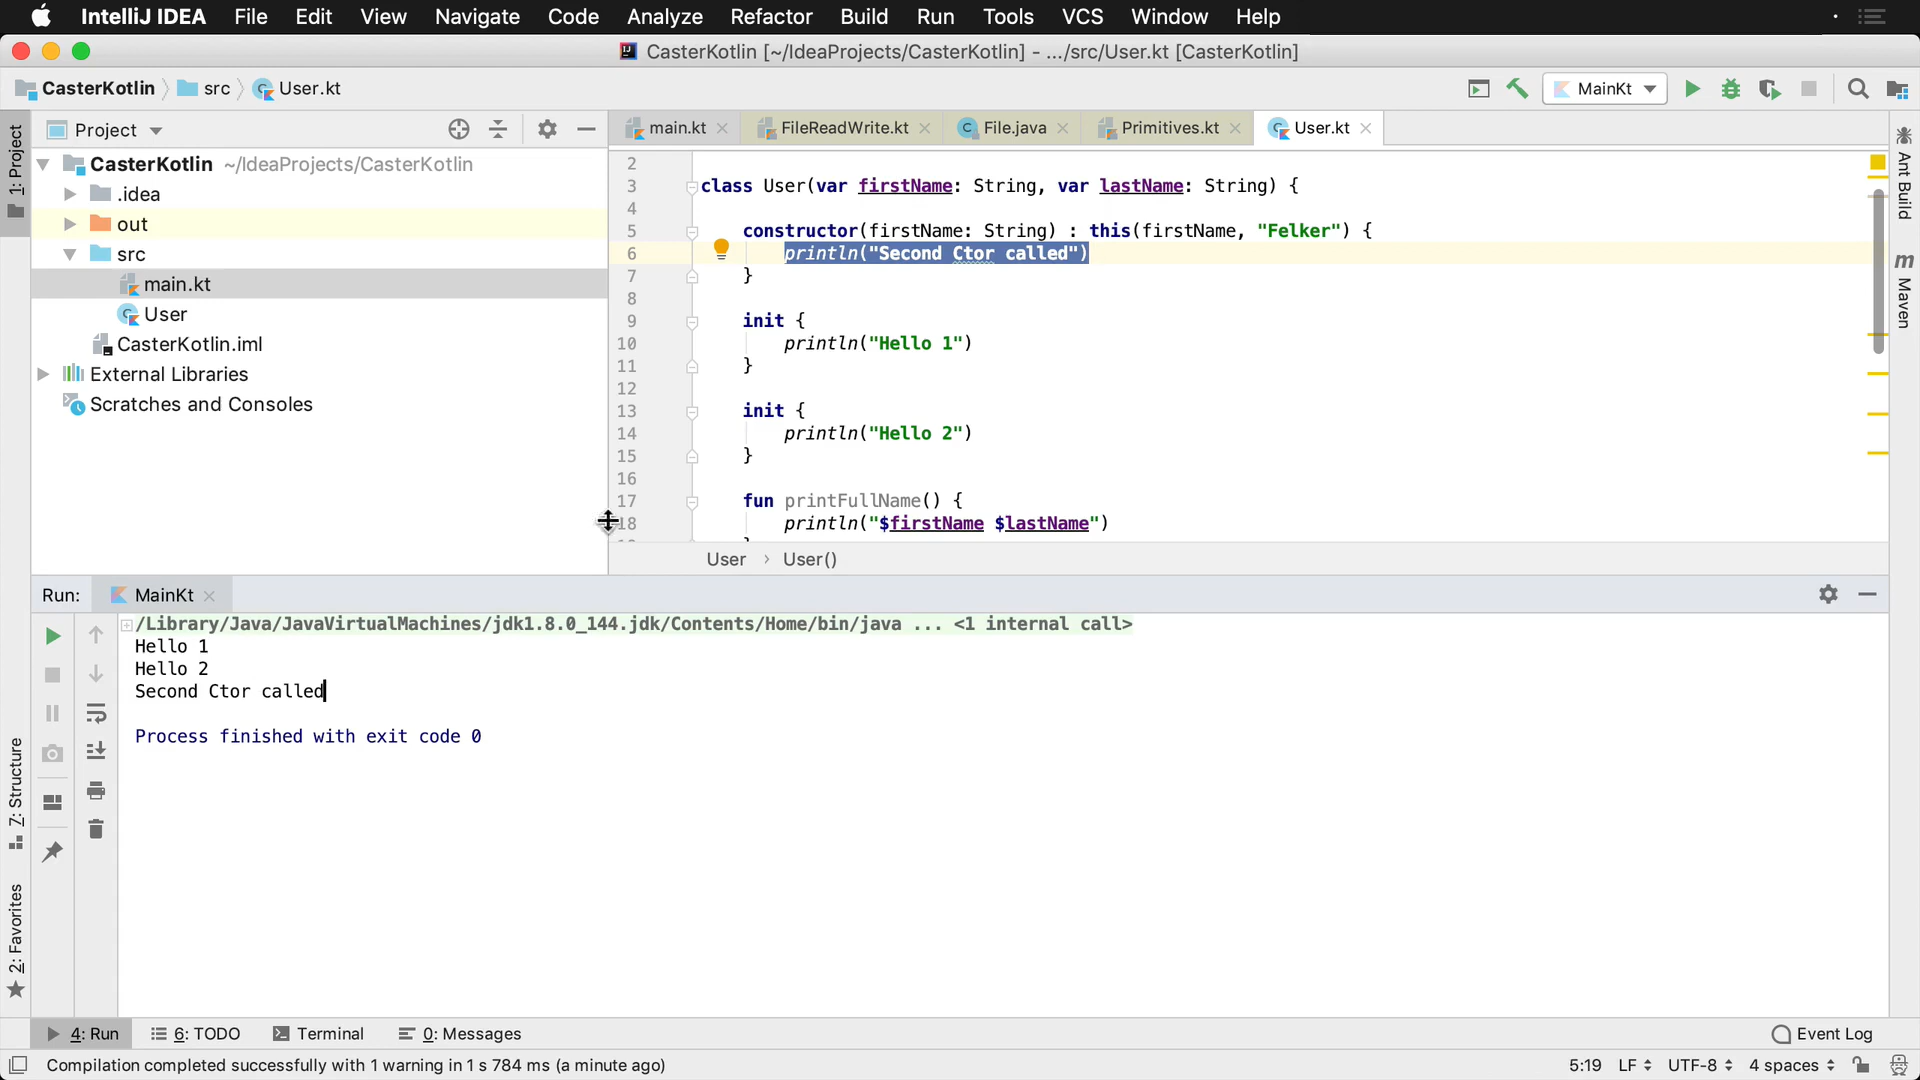 IntelliJ IDEA File Edit View Navigate Code Analyze Refactor Build Run Tools VCS Window Help
CasterKotlin [~/IdeaProjects/CasterKotlin] - .../src/User.kt [CasterKotlin]
CasterKotlin src User.kt MainKt
1: Project
Project
main.kt FileReadWrite.kt File.java Primitives.kt User.kt
CasterKotlin ~/IdeaProjects/CasterKotlin
.idea
out
src
main.kt
User
CasterKotlin.iml
External Libraries
Scratches and Consoles
2
3 class User(var firstName: String, var lastName: String) {
4
5 constructor(firstName: String) : this(firstName, "Felker") {
6 println("Second Ctor called")
7 }
8
9 init {
10 println("Hello 1")
11 }
12
13 init {
14 println("Hello 2")
15 }
16
17 fun printFullName() {
18 println("$firstName $lastName")
User › User()
Ant Build
Maven
Run: MainKt
/Library/Java/JavaVirtualMachines/jdk1.8.0_144.jdk/Contents/Home/bin/java ... <1 internal call>
Hello 1
Hello 2
Second Ctor called
Process finished with exit code 0
7: Structure
2: Favorites
4: Run 6: TODO Terminal 0: Messages Event Log
Compilation completed successfully with 1 warning in 1 s 784 ms (a minute ago) 5:19 LF UTF-8 4 spaces